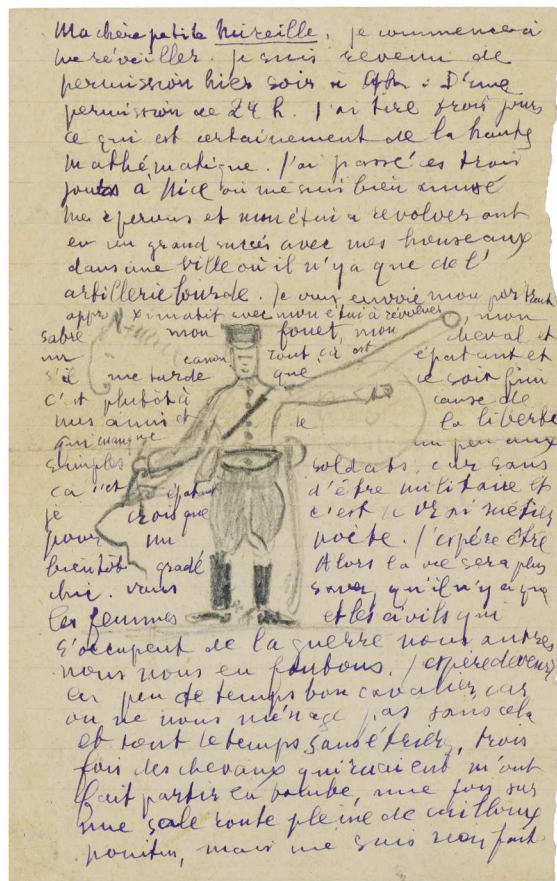 Ma chère petite Mireille, je commence à
me réveiller. Je suis revenu de
permission hier soir à D'une
permission de 24 h. J'ai tiré trois jours
ce qui est certainement de la haute
mathématique. J'ai passé ces trois
jours à Nice où me suis bien amusé
mes éperons et mon étui à revolver ont
eu un grand succès avec mes houseaux
dans une ville où il n'y a que de l'
artillerie lourde. Je vous envoie mon portrait
approximatif avec mon étui à révolver, mon
sabre mon fouet, mon cheval et
un canon, tout ça est épatant et
s'il me tarde que ce soit fini
c'est plutôt à cause de
mes amis et de la liberté
qui manque un peu aux
simples soldats, car sans
ça c'est épatant d'être militaire et
je crois que c'est le vrai métier
pour un poète. J'espère être
bientôt gradé Alors la vie sera plus
chic. vous savez qu'il n'y a que
les femmes et les civils qui
s'occupent de la guerre nous autres
nous nous en foutons. J'espère devenir
en peu de temps bon cavalier car
on ne nous ménage pas sous cela
et tout le temps sans étriers, trois
fois des chevaux qui ruaient m'ont
fait partir en une fois sur
une sale route pleine de cailloux
pointus, mais me suis rien fait